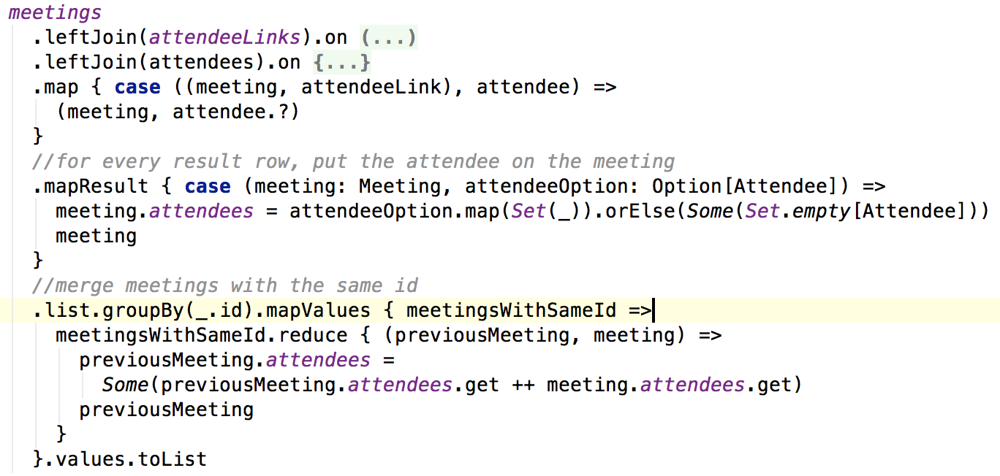 meetings
.leftJoin(attendeeLinks).on (...)
.leftJoin(attendees).on {...}
.map { case ((meeting, attendeeLink), attendee) =>
(meeting, attendee.?)
}
//for every result row, put the attendee on the meeting
.mapResult { case (meeting: Meeting, attendeeOption: Option[Attendee]) =>
meeting.attendees = attendeeOption.map(Set(_)).orElse(Some(Set.empty[Attendee]))
meeting
}
//merge meetings with the same id
.list.groupBy(_.id).mapValues { meetingsWithSameId =>
meetingsWithSameId.reduce { (previousMeeting, meeting) =>
previousMeeting.attendees =
Some(previousMeeting.attendees.get ++ meeting.attendees.get)
previousMeeting
}
}.values.toList